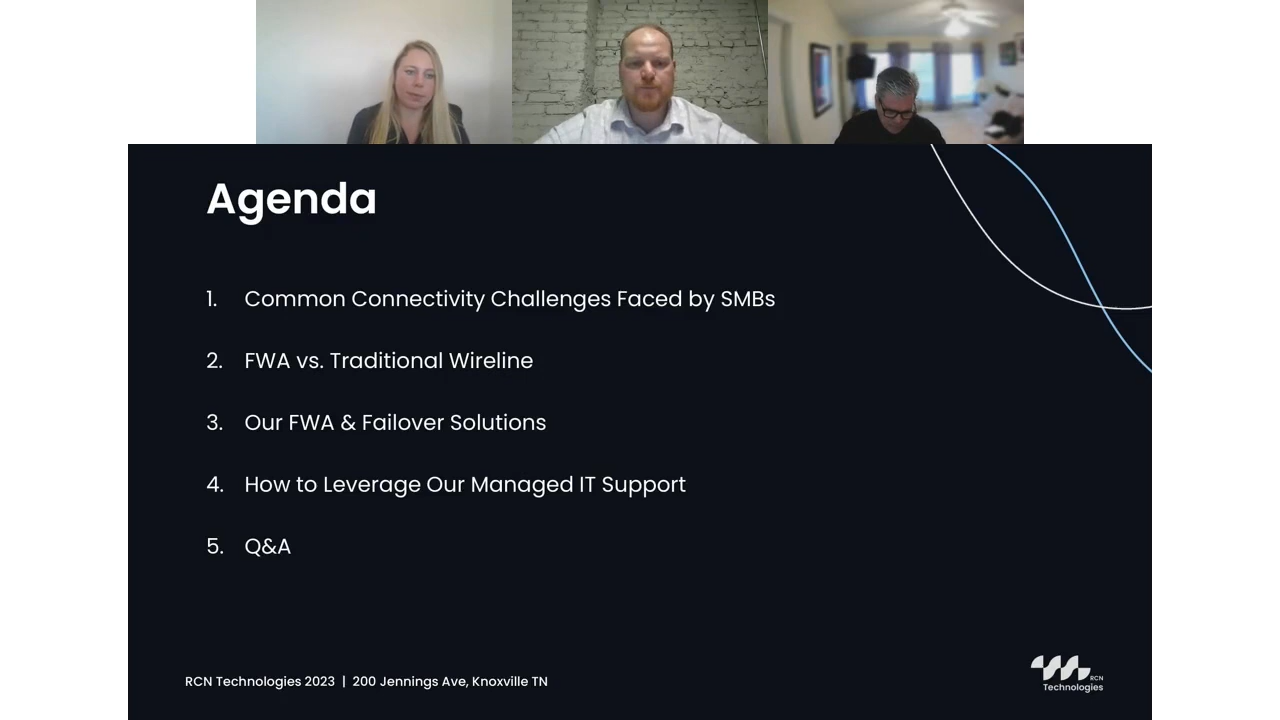 Agenda
1. Common Connectivity Challenges Faced by SMBs
2. FWA vs. Traditional Wireline
3. Our FWA & Failover Solutions
4. How to Leverage Our Managed IT Support
5. Q&A
RCN Technologies 2023 | 200 Jennings Ave, Knoxville TN
RCN
Technologies